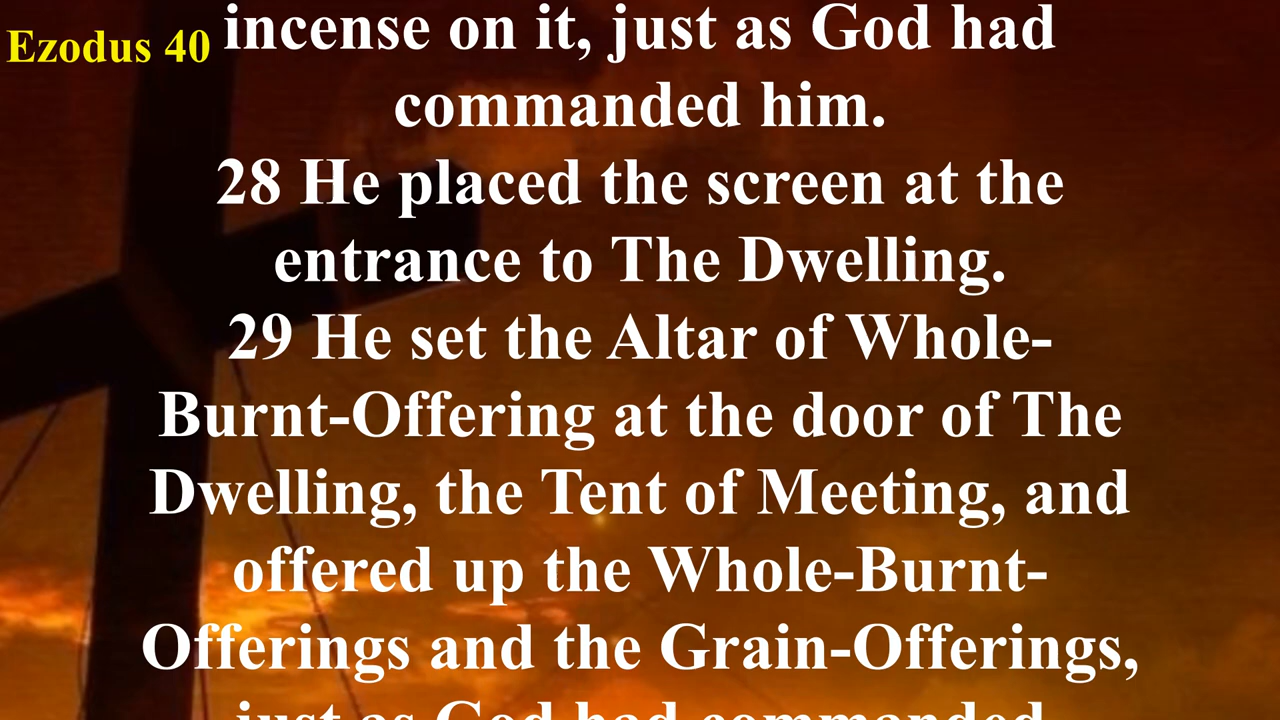 Ezodus 40
incense on it, just as God had
commanded him.
28 He placed the screen at the
entrance to The Dwelling.
29 He set the Altar of Whole-
Burnt-Offering at the door of The
Dwelling, the Tent of Meeting, and
offered up the Whole-Burnt-
Offerings and the Grain-Offerings,
just as God had commanded